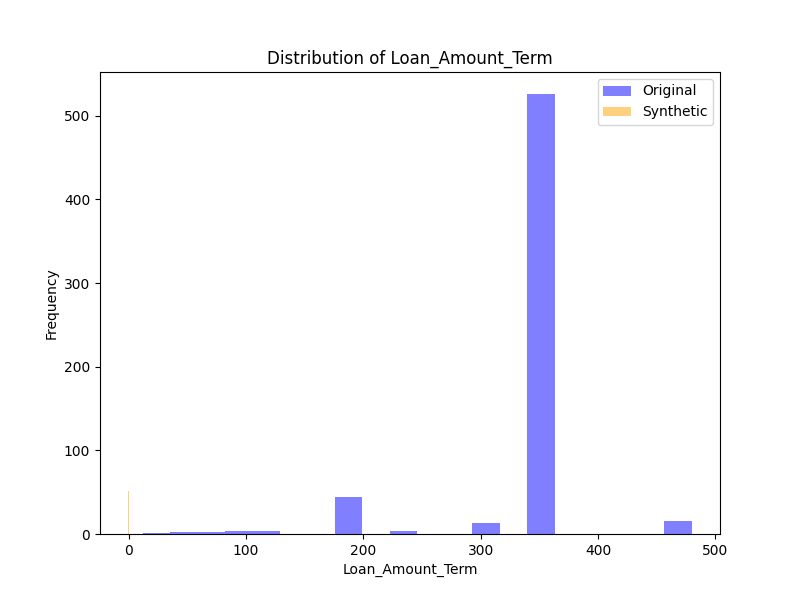 Distribution of Loan_Amount_Term
Original
Synthetic
500
400
300
200
100
0
Frequency
0 100 200 300 400 500
Loan_Amount_Term